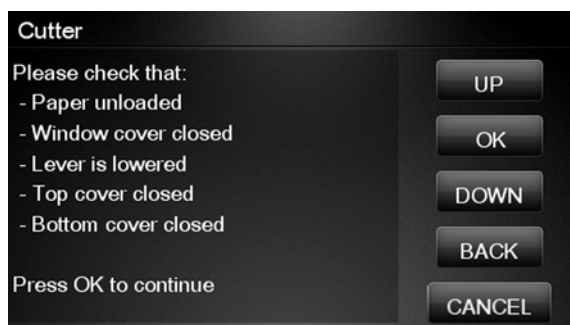 Cutter
Please check that:
- Paper unloaded
- Window cover closed
- Lever is lowered
- Top cover closed
- Bottom cover closed
Press OK to continue
UP
OK
DOWN
BACK
CANCEL